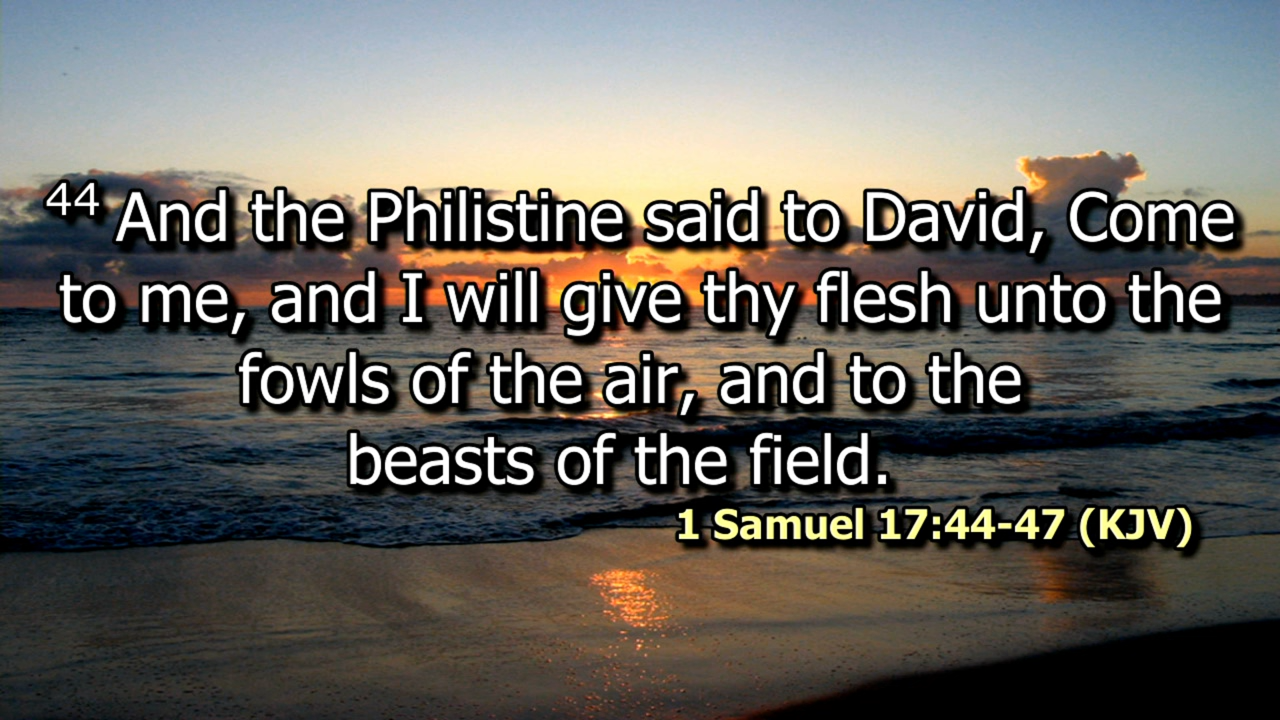 44 And the Philistine said to David, Come
to me, and I will give thy flesh unto the
fowls of the air, and to the
beasts of the field.
1 Samuel 17:44-47 (KJV)